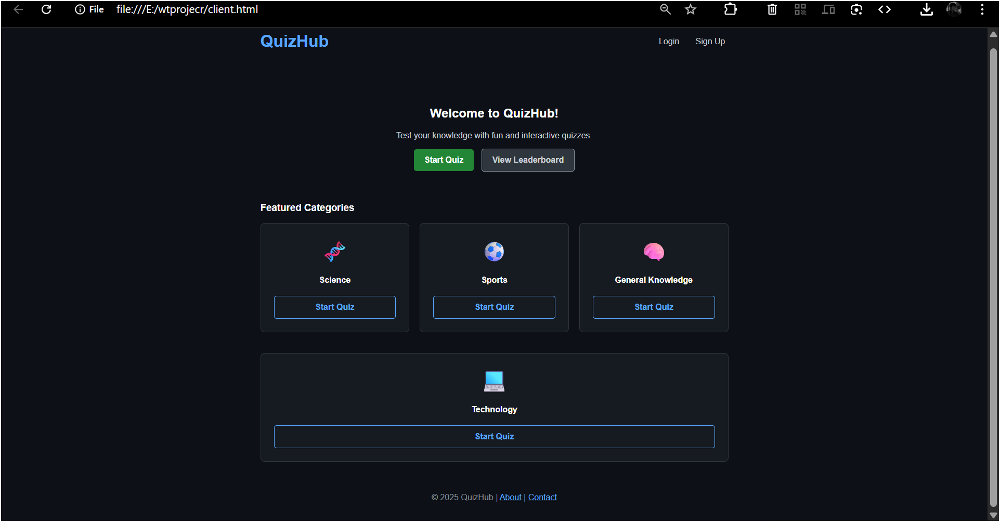 File file:///E:/wtprojecr/client.html
QuizHub Login Sign Up
Welcome to QuizHub!
Test your knowledge with fun and interactive quizzes.
Start Quiz View Leaderboard
Featured Categories
Science Sports General Knowledge
Start Quiz Start Quiz Start Quiz
Technology
Start Quiz
© 2025 QuizHub | About | Contact